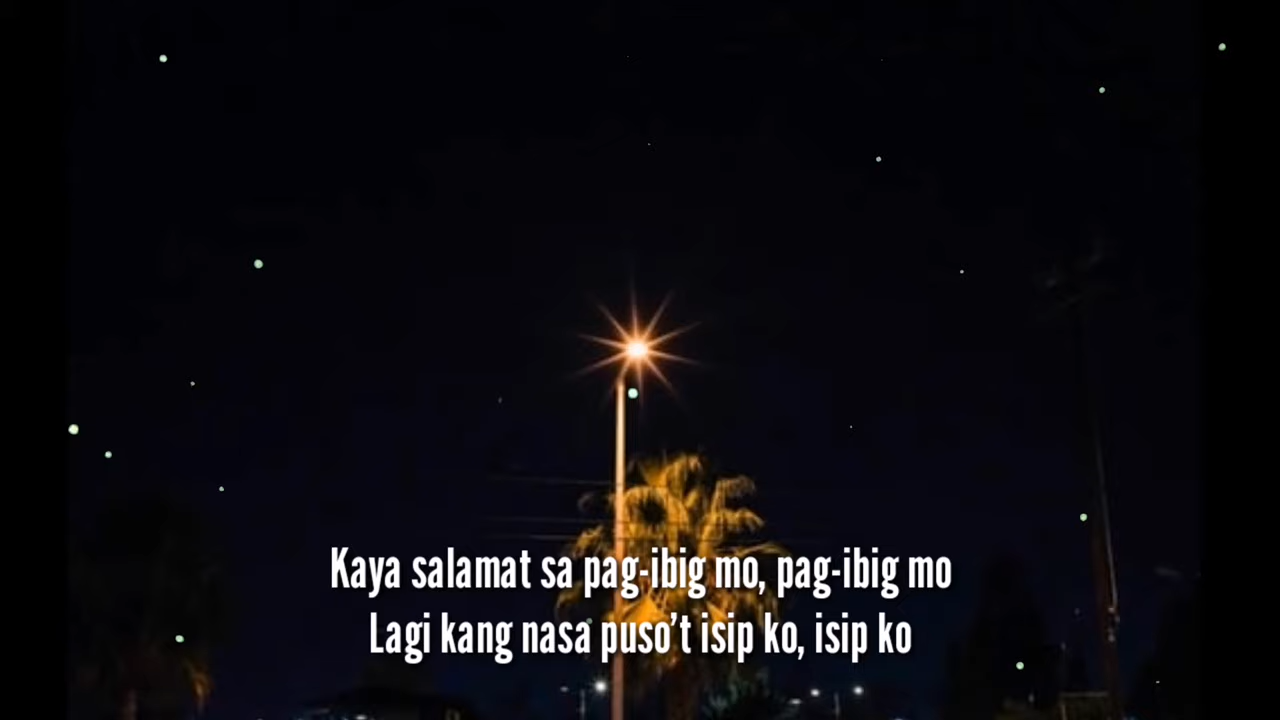 Kaya salamat sa pag-ibig mo, pag-ibig mo
Lagi kang nasa puso’t isip ko, isip ko